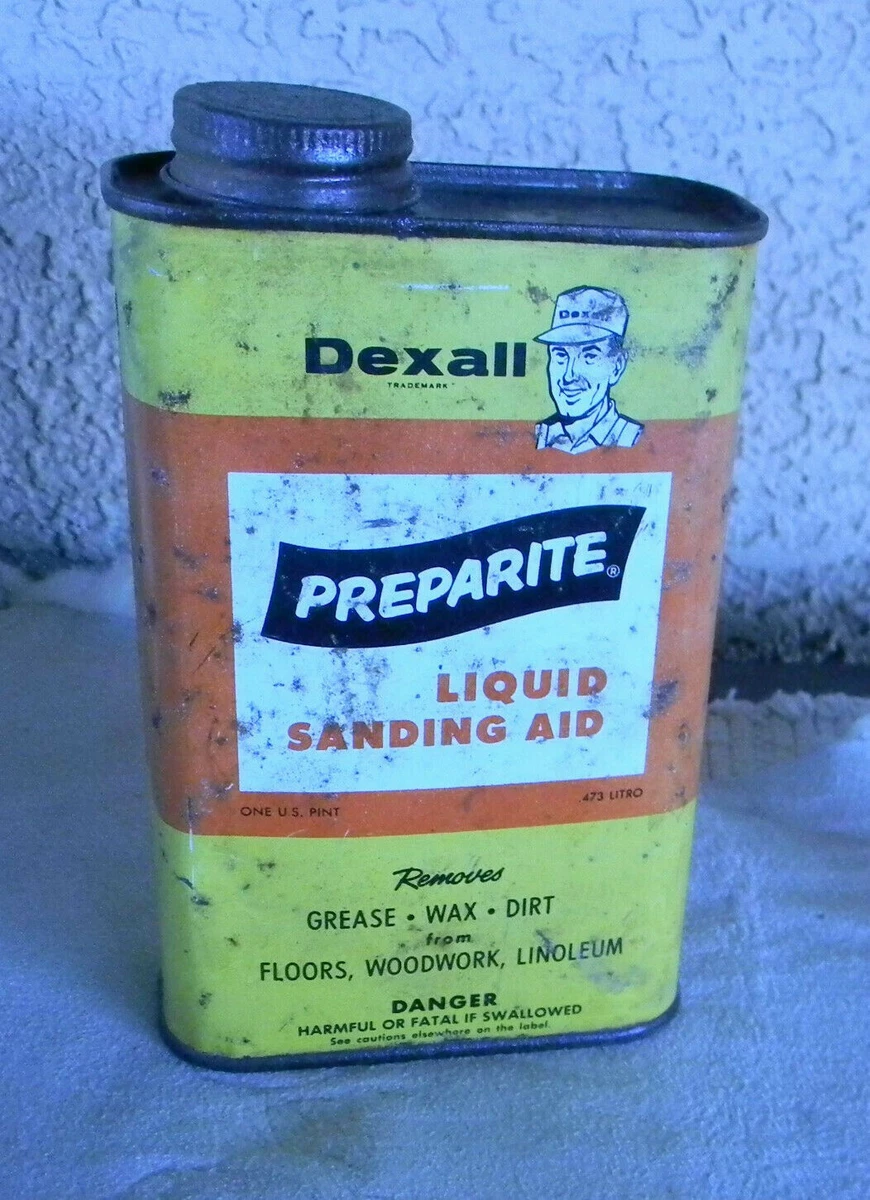 Dexall
Dexall
TRADEMARK
PREPARITE®
LIQUID
SANDING AID
ONE U.S. PINT .473 LITRO
Removes
GREASE • WAX • DIRT
from
FLOORS, WOODWORK, LINOLEUM
DANGER
HARMFUL OR FATAL IF SWALLOWED
See cautions elsewhere on the label.